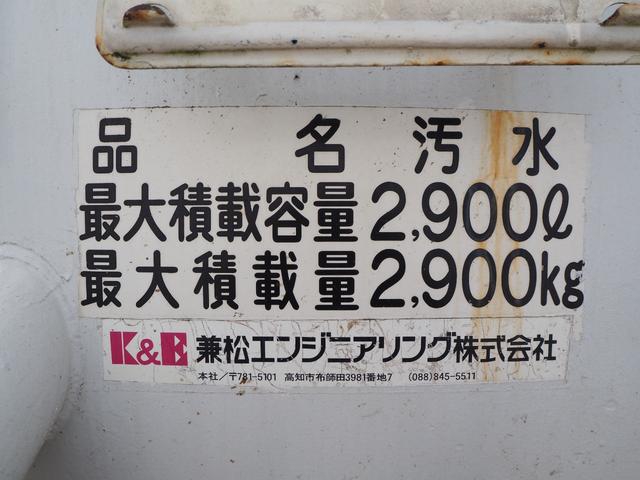 品 名 汚 水
最大積載容量 2,900ℓ
最大積載量 2,900kg
K&E 兼松エンジニアリング株式会社
本社／〒781-5101 高知市布師田3981番地7 (088)845-5511